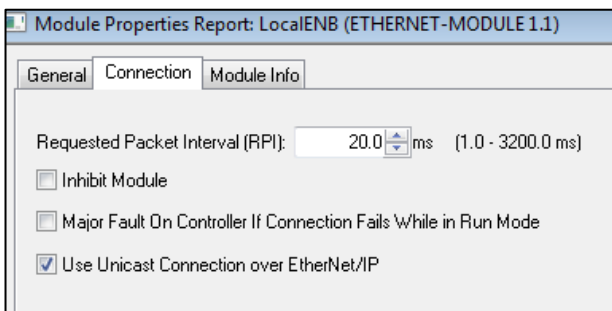 Module Properties Report: LocalENB (ETHERNET-MODULE 1.1)
General Connection Module Info
Requested Packet Interval (RPI): 20.0 ms (1.0 - 3200.0 ms)
Inhibit Module
Major Fault On Controller If Connection Fails While in Run Mode
Use Unicast Connection over EtherNet/IP